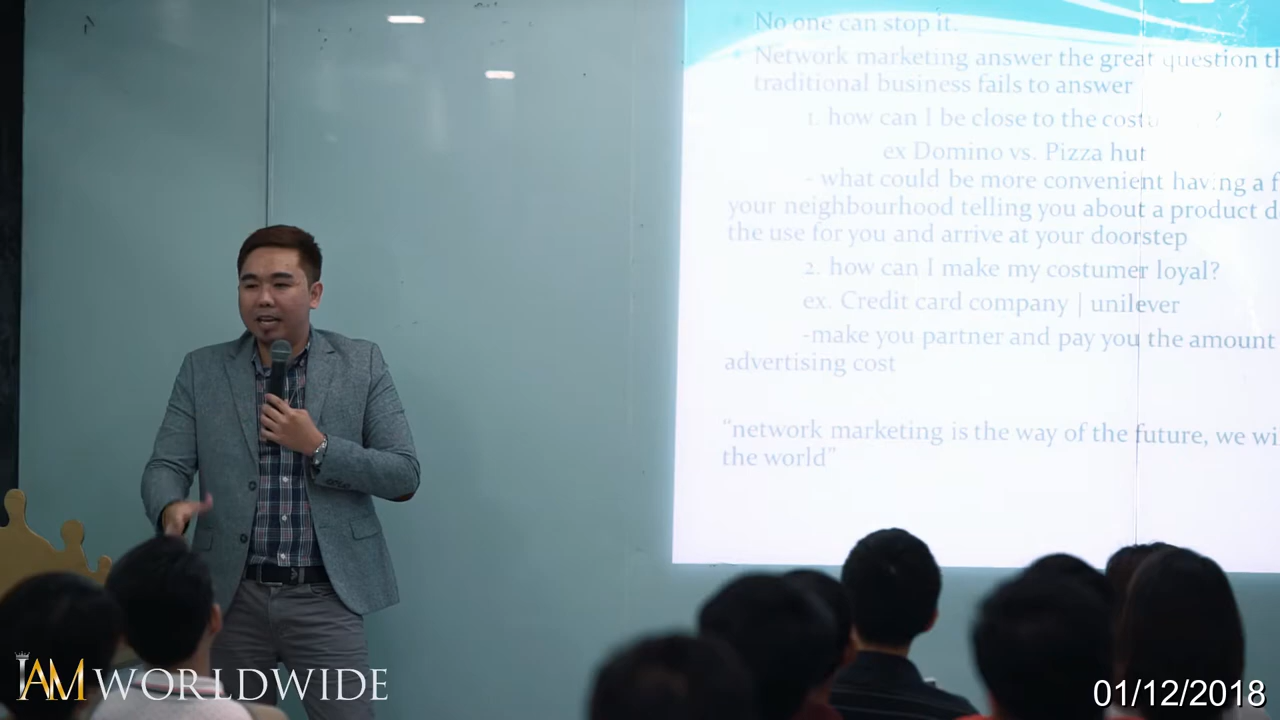 No one can stop it.
Network marketing answer the great question
traditional business fails to answer
1. how can I be close to the ?
ex Domino vs. Pizza hut
- what could be more convenient having a
your neighbourhood telling you about a product
the use for you and arrive at your doorstep
2. how can I make my costumer loyal?
ex. Credit card company | unilever
-make you partner and pay you the amount
advertising cost
"network marketing is the way of the future, we
the world"
IAM WORLDWIDE
01/12/2018